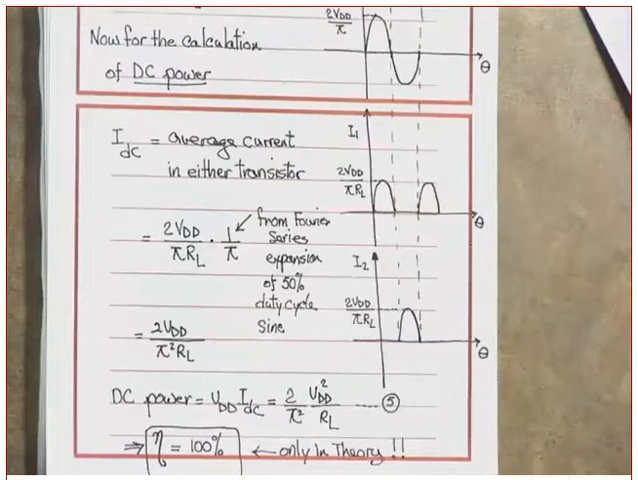 2VDD/π
Now for the calculation
of DC power
θ
I1
Idc = average current
in either transistor
2VDD/πRL
θ
= 2VDD/πRL · 1/π
from Fourier
Series
expansion
of 50%
duty cycle
Sine
I2
2VDD/πRL
θ
= 2VDD/π²RL
DC power = VDD Idc = 2/π² VDD²/RL ---- ⑤
⇒ η = 100% ← only in Theory !!